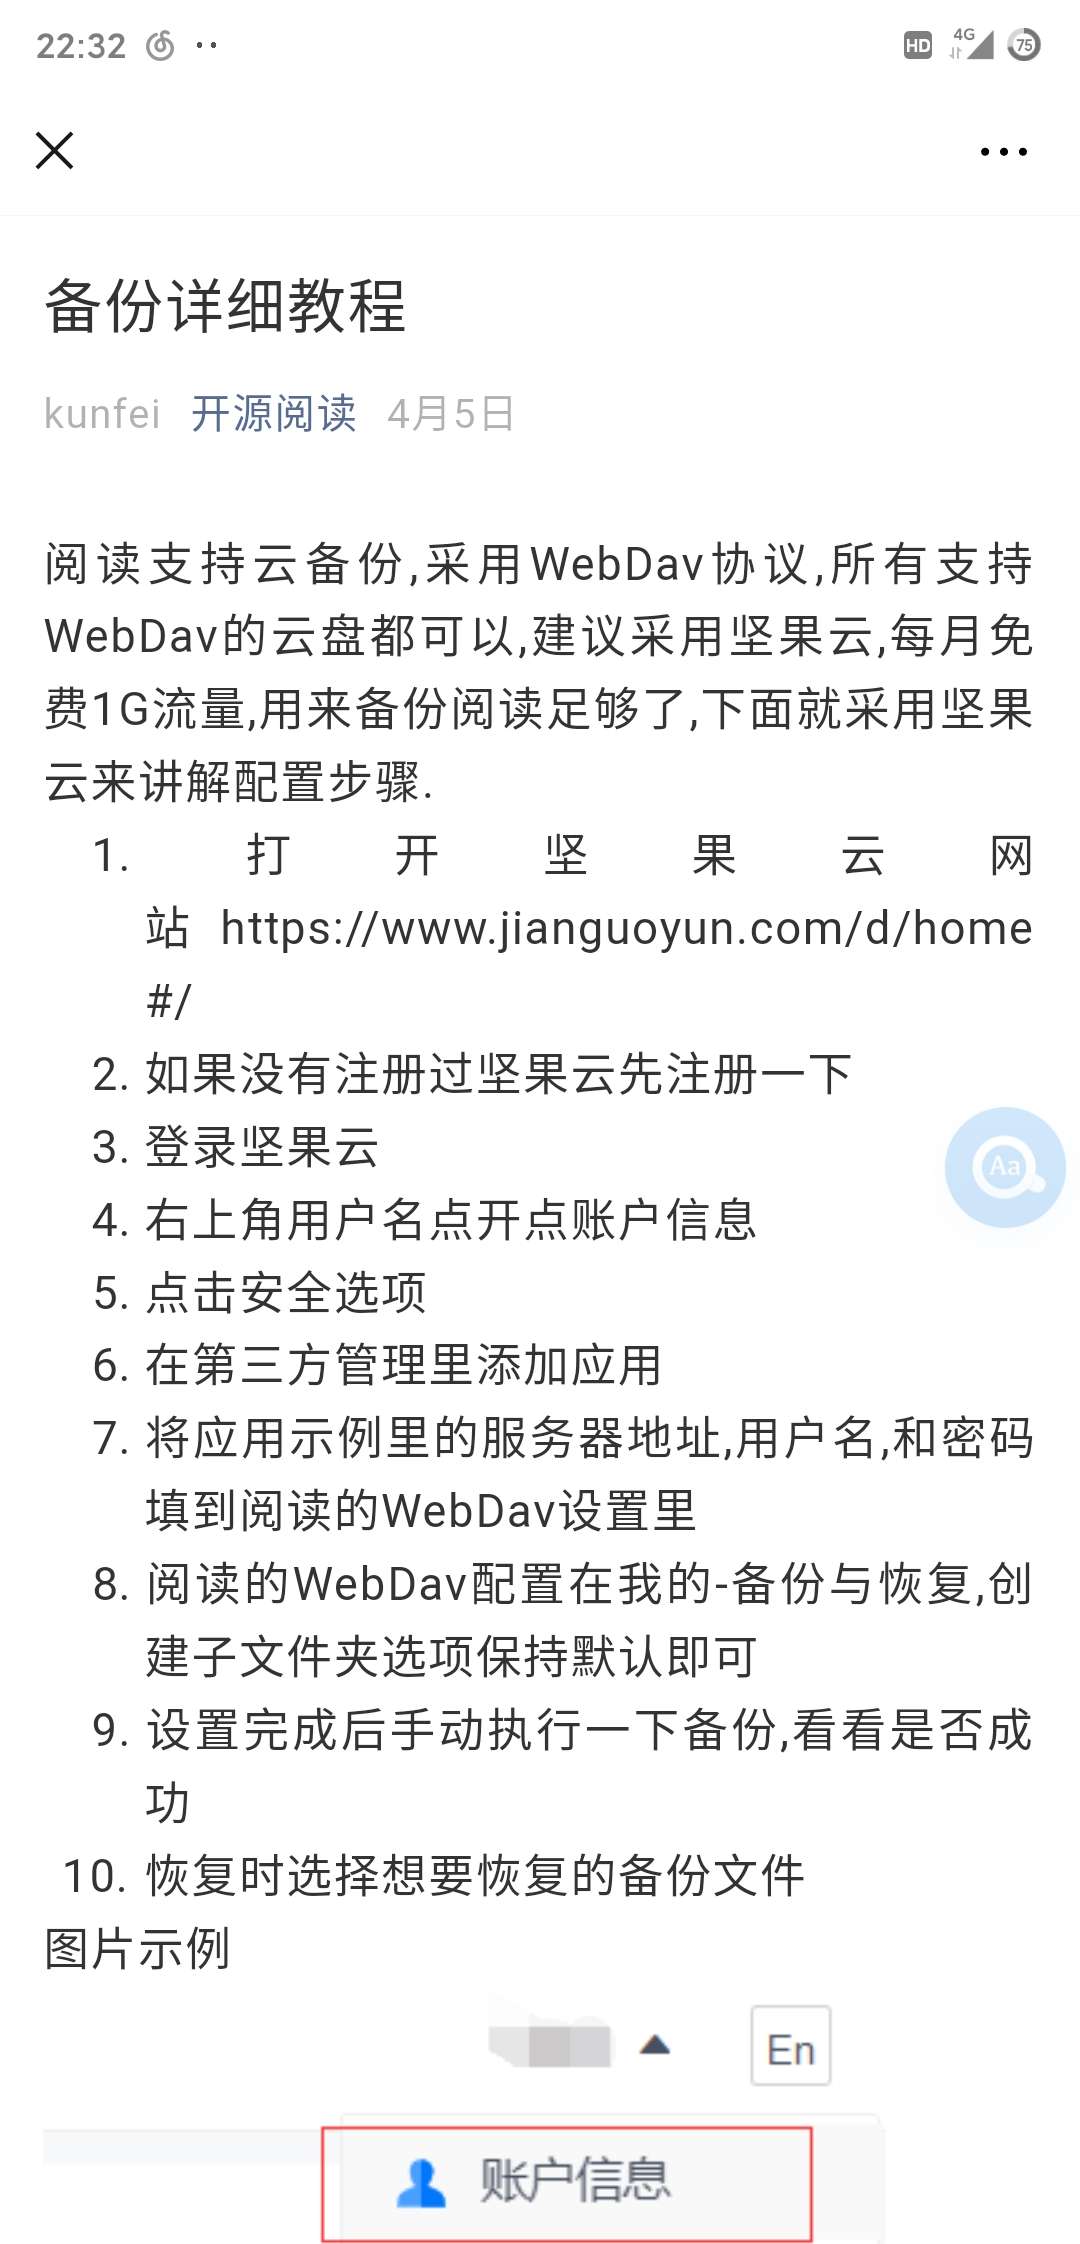 22:32
HD 4G 75
备份详细教程
kunfei 开源阅读 4月5日
阅读支持云备份,采用WebDav协议,所有支持
WebDav的云盘都可以,建议采用坚果云,每月免
费1G流量,用来备份阅读足够了,下面就采用坚果
云来讲解配置步骤.
1. 打开坚果云网
站 https://www.jianguoyun.com/d/home
#/
2. 如果没有注册过坚果云先注册一下
3. 登录坚果云
Aa
4. 右上角用户名点开点账户信息
5. 点击安全选项
6. 在第三方管理里添加应用
7. 将应用示例里的服务器地址,用户名,和密码
填到阅读的WebDav设置里
8. 阅读的WebDav配置在我的-备份与恢复,创
建子文件夹选项保持默认即可
9. 设置完成后手动执行一下备份,看看是否成
功
10. 恢复时选择想要恢复的备份文件
图片示例
En
账户信息